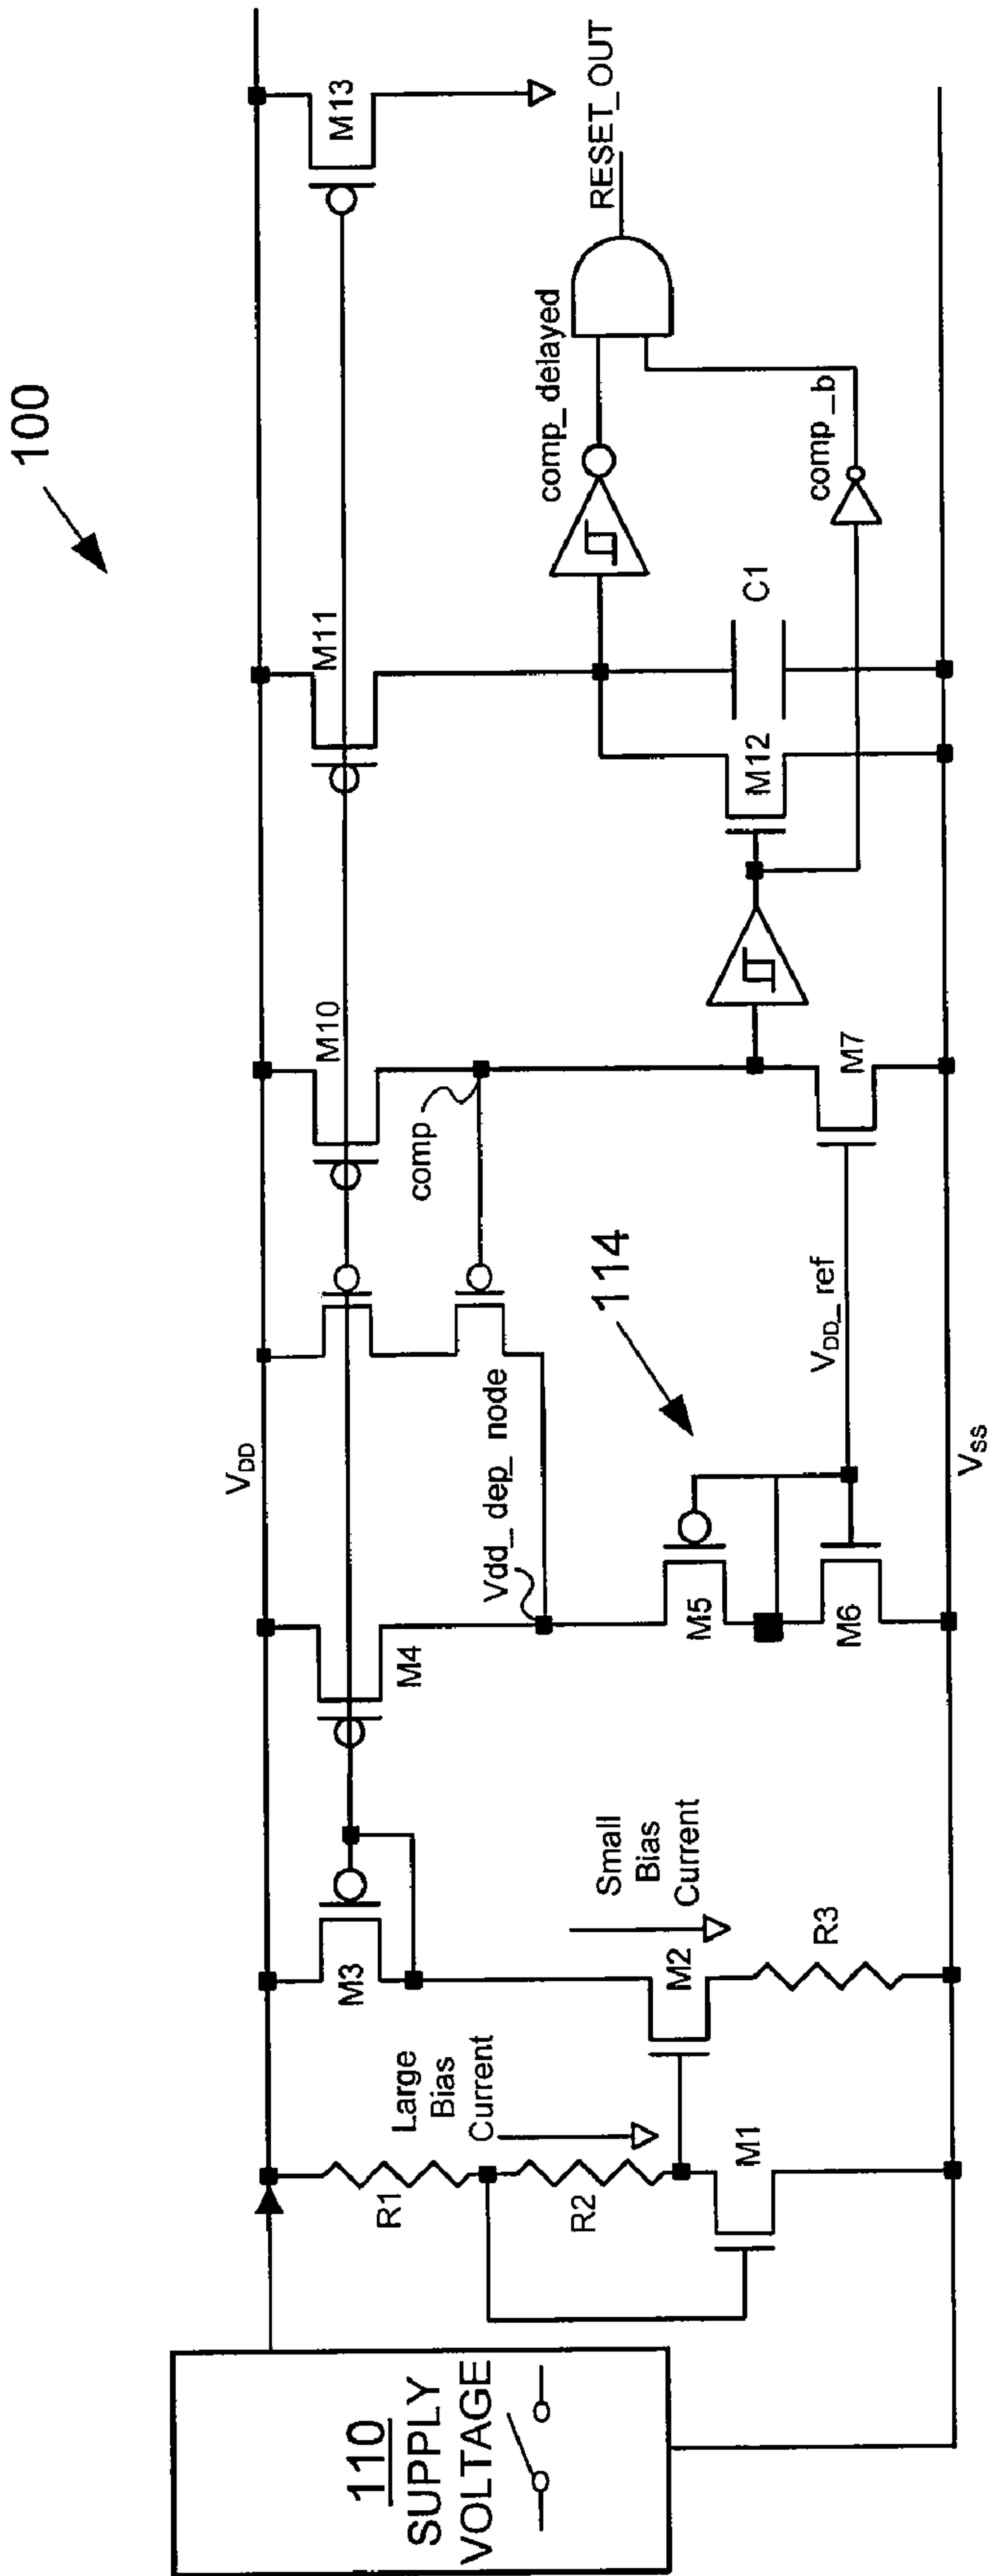 100
110
SUPPLY
VOLTAGE
V_DD
R1
R2
Large
Bias
Current
M1
M3
M2
Small
Bias
Current
R3
M4
Vdd_dep_node
M5
M6
114
V_DD_ref
V_SS
comp
M10
M7
M11
M12
C1
comp_delayed
comp_b
M13
RESET_OUT